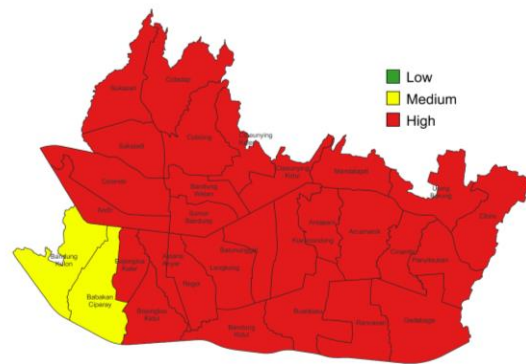 Low
Medium
High
Sukasari
Cidadap
Sukajadi
Coblong
Cibeunying
Kaler
Cibeunying
Kidul
Mandalajati
Ujung
Berung
Cibiru
Cicendo
Andir
Bandung
Wetan
Sumur
Bandung
Antapani
Arcamanik
Kiaracondong
Cinambo
Panyileukan
Bandung
Kulon
Babakan
Ciparay
Bojongloa
Kaler
Astana
Anyar
Regol
Batununggal
Lengkong
Bojongloa
Kidul
Bandung
Kidul
Buahbatu
Rancasari
Gedebage